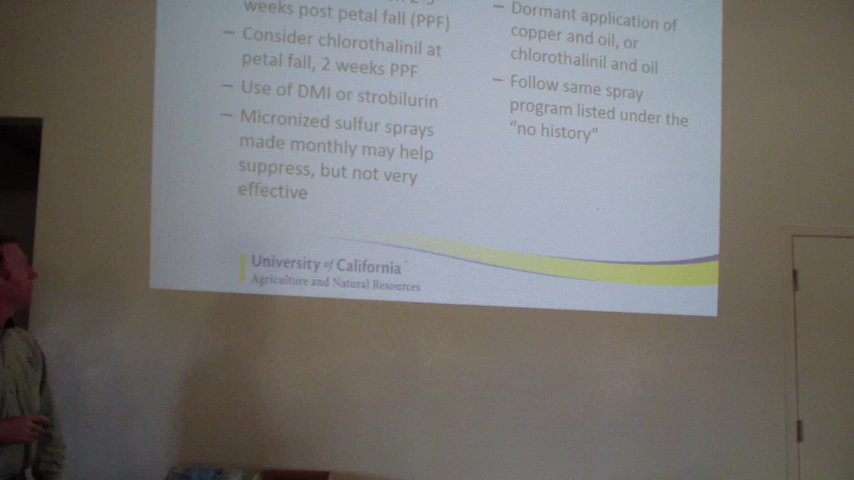 weeks post petal fall (PPF)
– Consider chlorothalinil at
petal fall, 2 weeks PPF
– Use of DMI or strobilurin
– Micronized sulfur sprays
made monthly may help
suppress, but not very
effective
– Dormant application of
copper and oil, or
chlorothalinil and oil
– Follow same spray
program listed under the
“no history”
University of California
Agriculture and Natural Resources